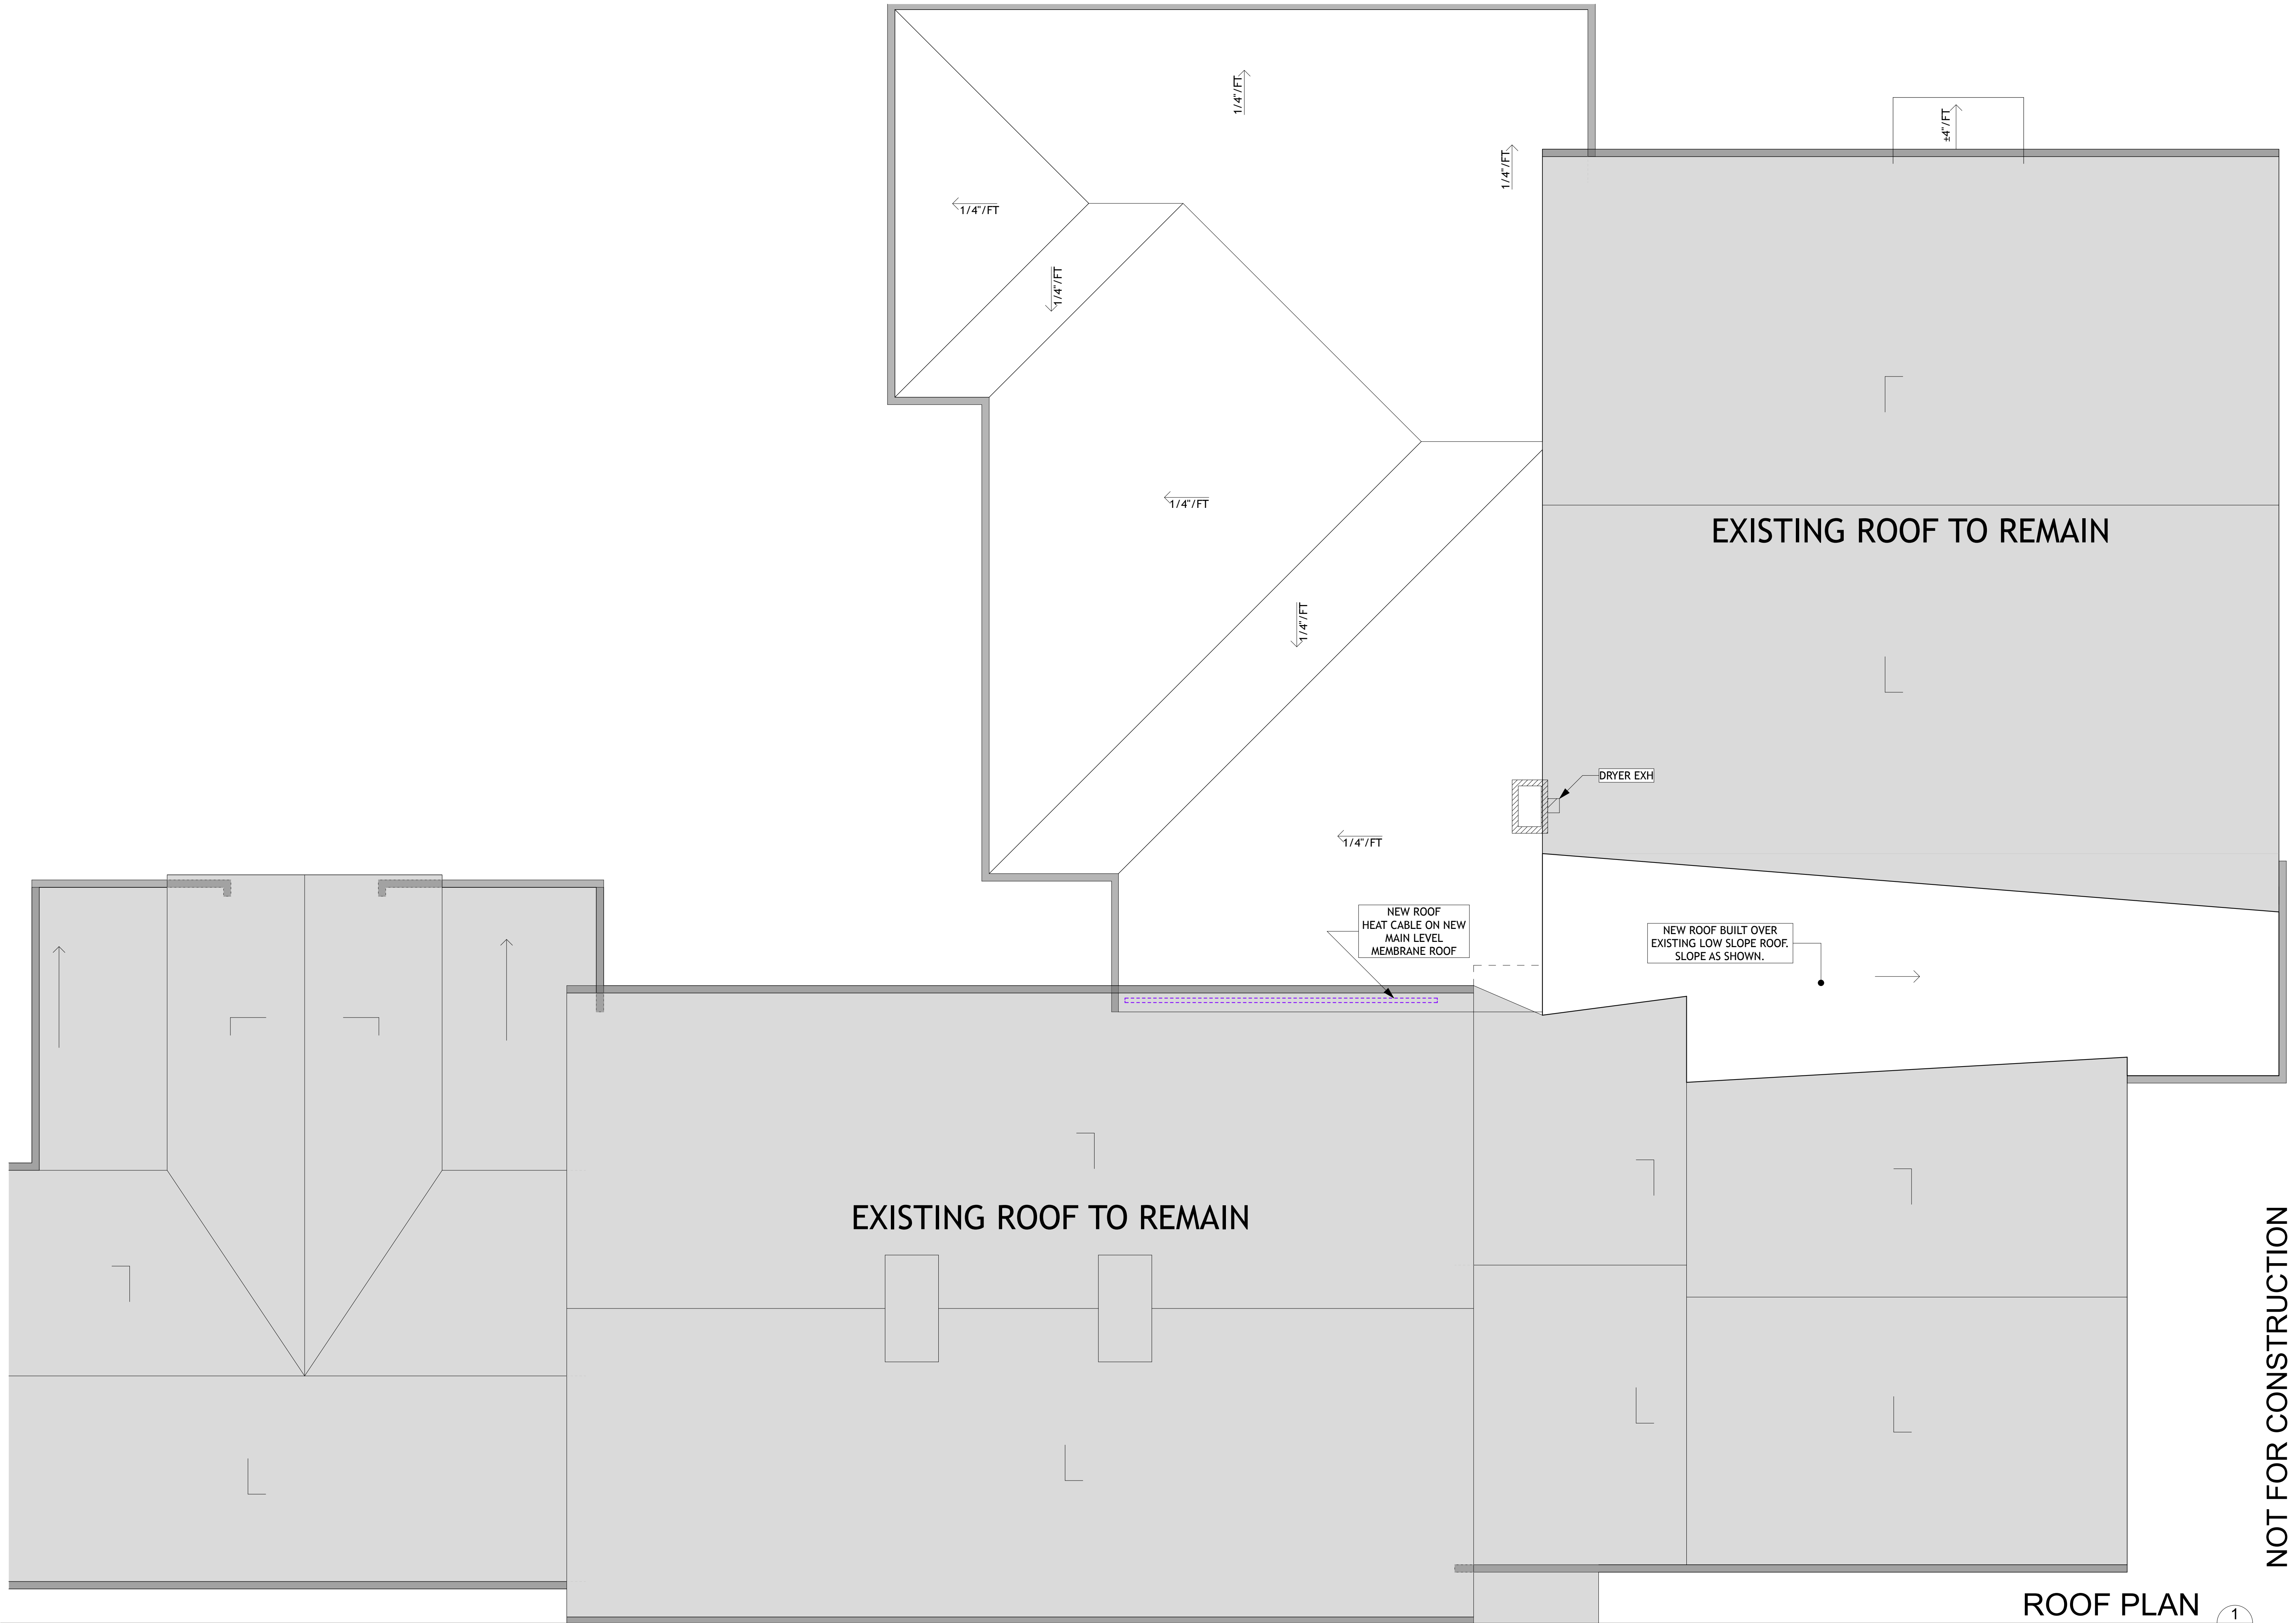 1/4"/FT
±4"/FT
1/4"/FT
1/4"/FT
1/4"/FT
1/4"/FT
EXISTING ROOF TO REMAIN
1/4"/FT
DRYER EXH
1/4"/FT
NEW ROOF
HEAT CABLE ON NEW
MAIN LEVEL
MEMBRANE ROOF
NEW ROOF BUILT OVER
EXISTING LOW SLOPE ROOF.
SLOPE AS SHOWN.
EXISTING ROOF TO REMAIN
NOT FOR CONSTRUCTION
ROOF PLAN
1